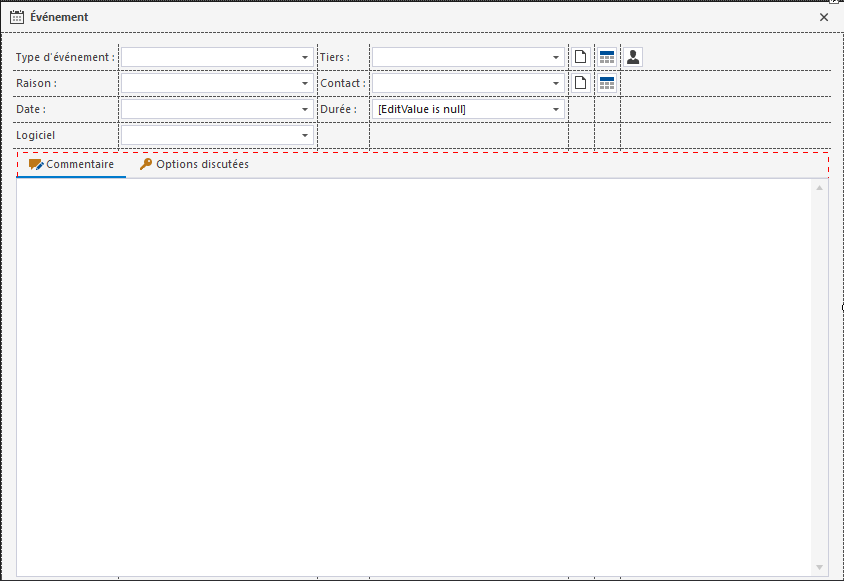 Événement
Type d'événement : Tiers :
Raison : Contact :
Date : Durée : [EditValue is null]
Logiciel
Commentaire Options discutées